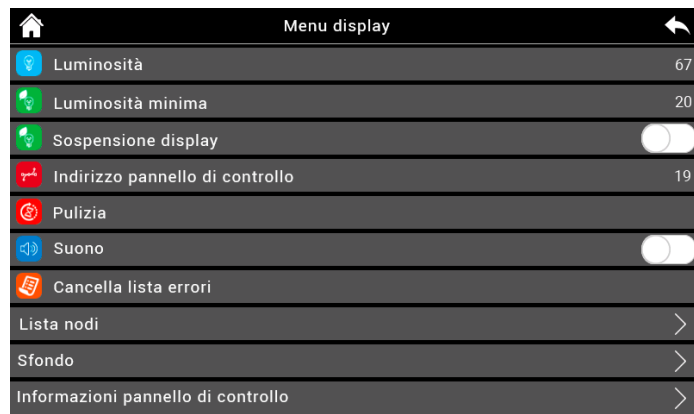 Menu display
Luminosità 67
Luminosità minima 20
Sospensione display
Indirizzo pannello di controllo 19
Pulizia
Suono
Cancella lista errori
Lista nodi
Sfondo
Informazioni pannello di controllo